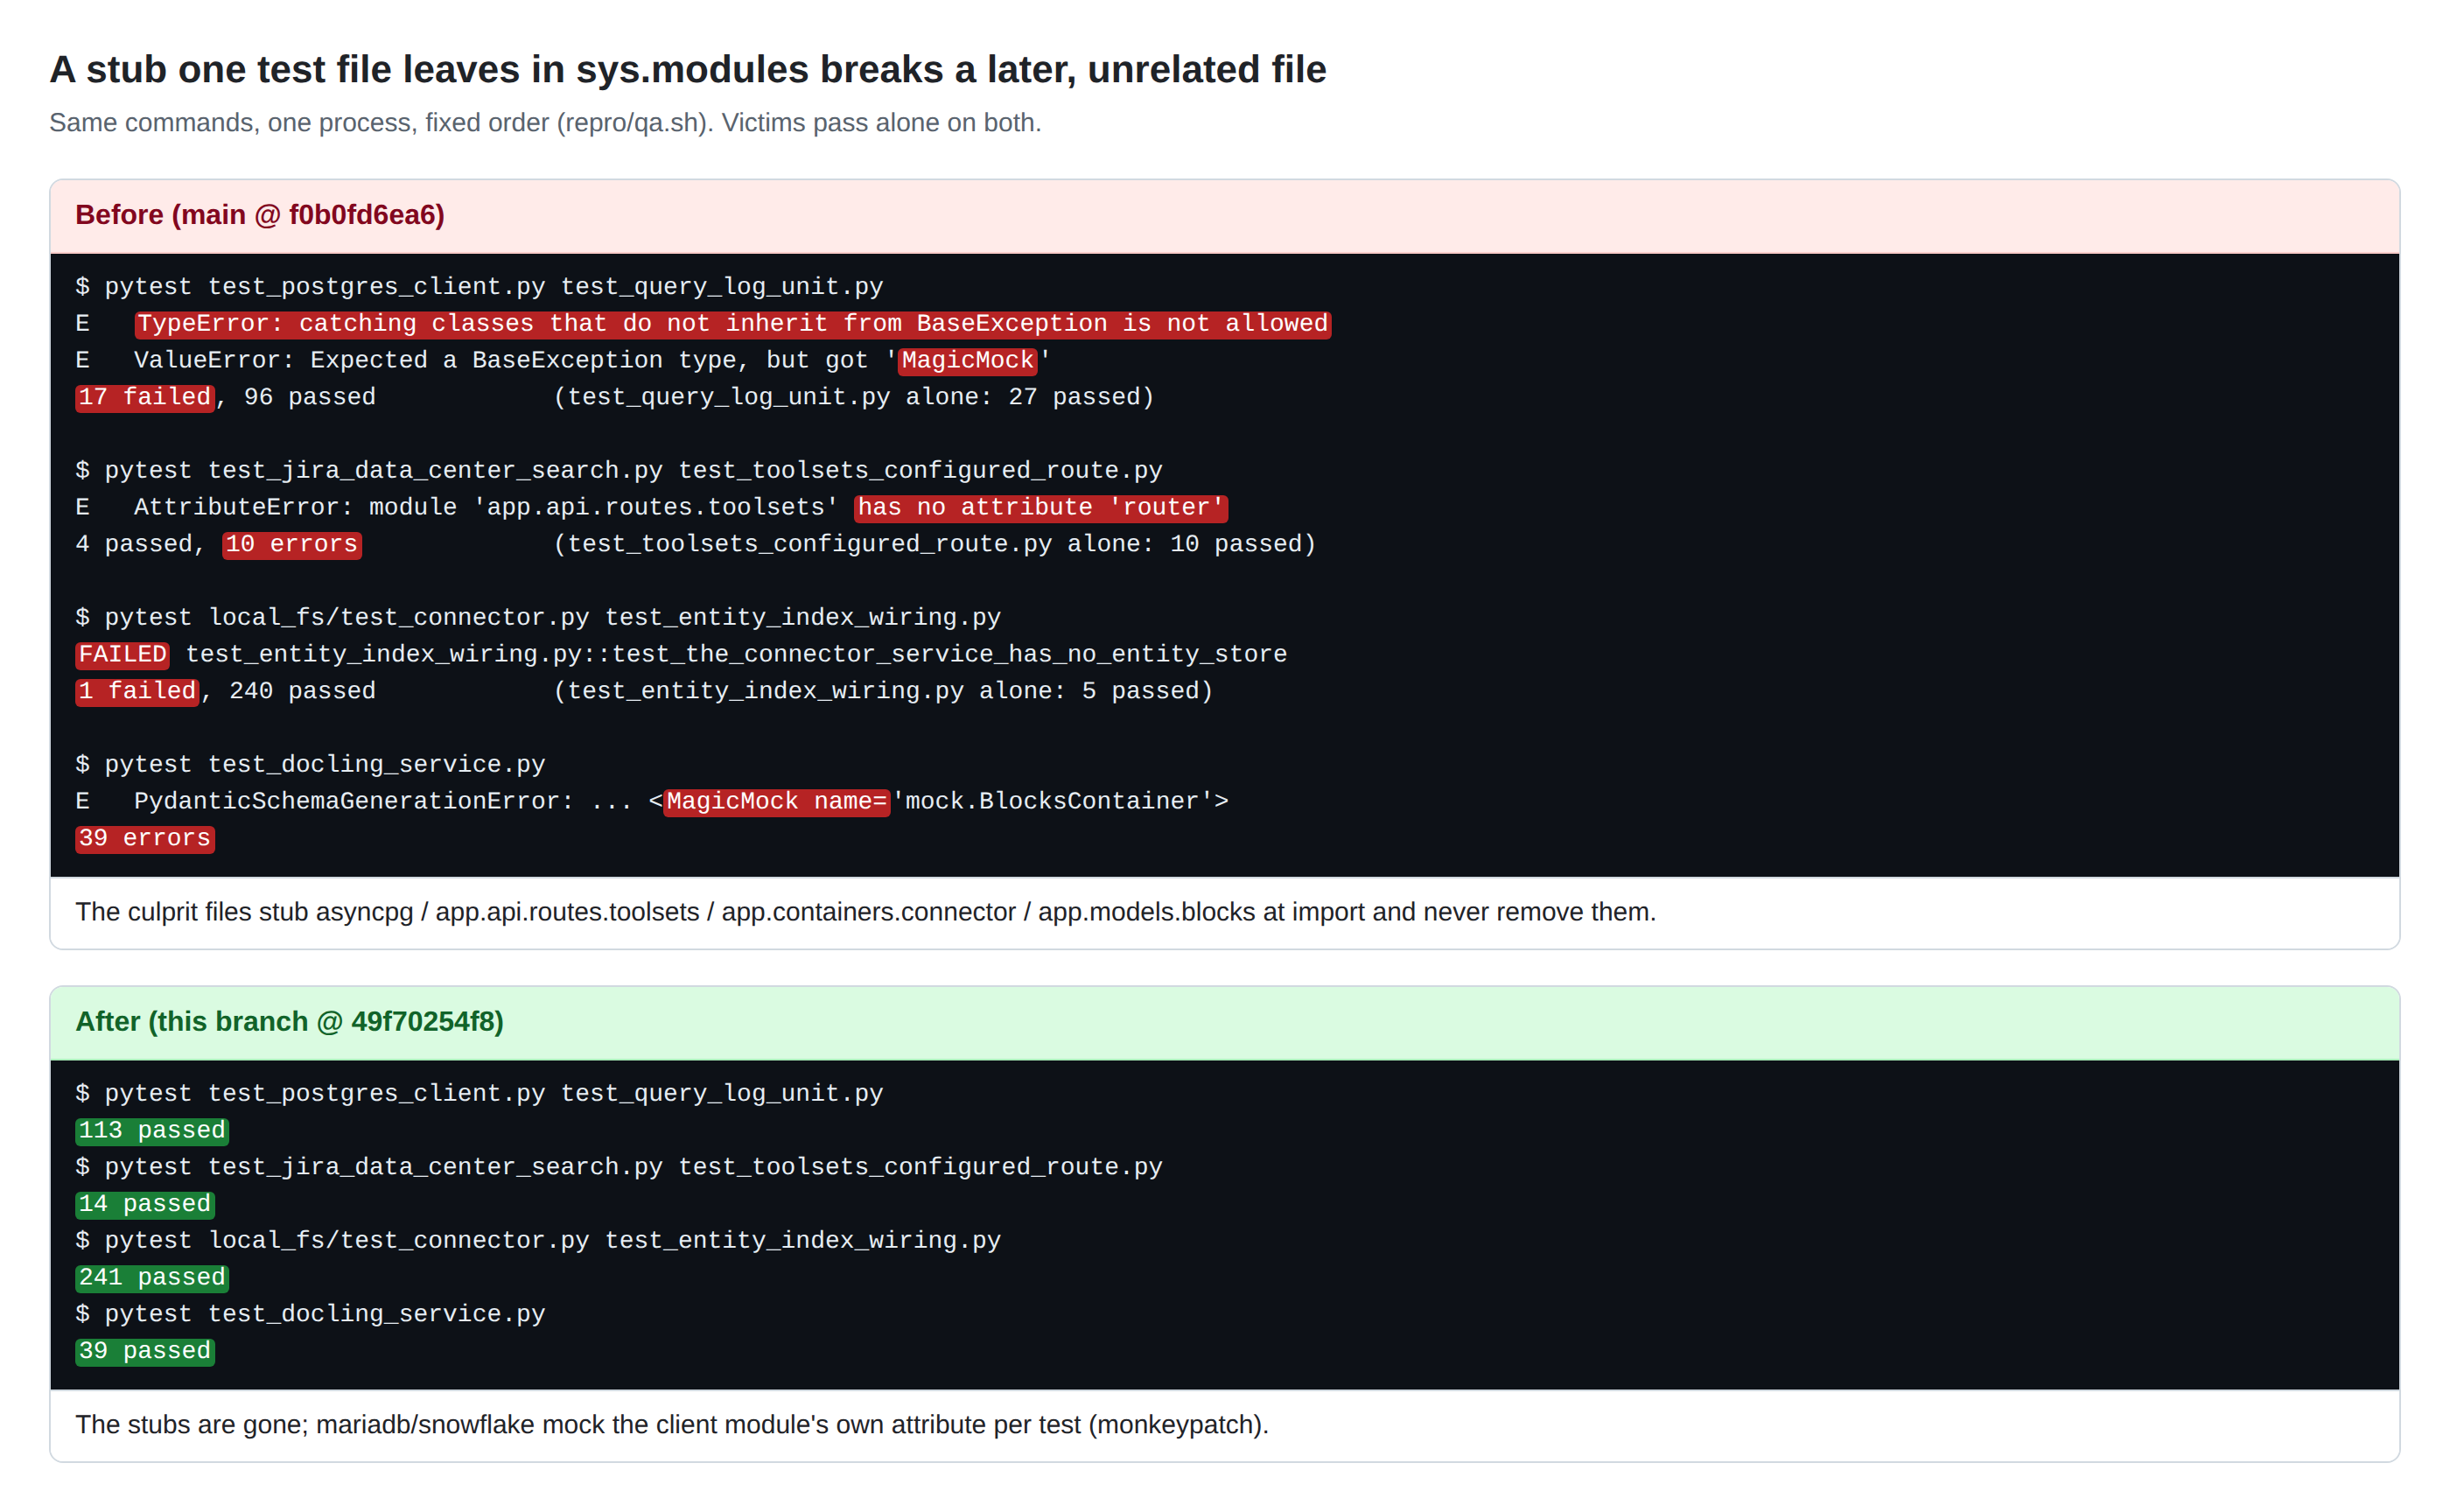 A stub one test file leaves in sys.modules breaks a later, unrelated file
Same commands, one process, fixed order (repro/qa.sh). Victims pass alone on both.
Before (main @ f0b0fd6ea6)
$ pytest test_postgres_client.py test_query_log_unit.py
E   TypeError: catching classes that do not inherit from BaseException is not allowed
E   ValueError: Expected a BaseException type, but got 'MagicMock'
17 failed, 96 passed            (test_query_log_unit.py alone: 27 passed)
$ pytest test_jira_data_center_search.py test_toolsets_configured_route.py
E   AttributeError: module 'app.api.routes.toolsets' has no attribute 'router'
4 passed, 10 errors             (test_toolsets_configured_route.py alone: 10 passed)
$ pytest local_fs/test_connector.py test_entity_index_wiring.py
FAILED test_entity_index_wiring.py::test_the_connector_service_has_no_entity_store
1 failed, 240 passed            (test_entity_index_wiring.py alone: 5 passed)
$ pytest test_docling_service.py
E   PydanticSchemaGenerationError: ... <MagicMock name='mock.BlocksContainer'>
39 errors
The culprit files stub asyncpg / app.api.routes.toolsets / app.containers.connector / app.models.blocks at import and never remove them.
After (this branch @ 49f70254f8)
$ pytest test_postgres_client.py test_query_log_unit.py
113 passed
$ pytest test_jira_data_center_search.py test_toolsets_configured_route.py
14 passed
$ pytest local_fs/test_connector.py test_entity_index_wiring.py
241 passed
$ pytest test_docling_service.py
39 passed
The stubs are gone; mariadb/snowflake mock the client module's own attribute per test (monkeypatch).